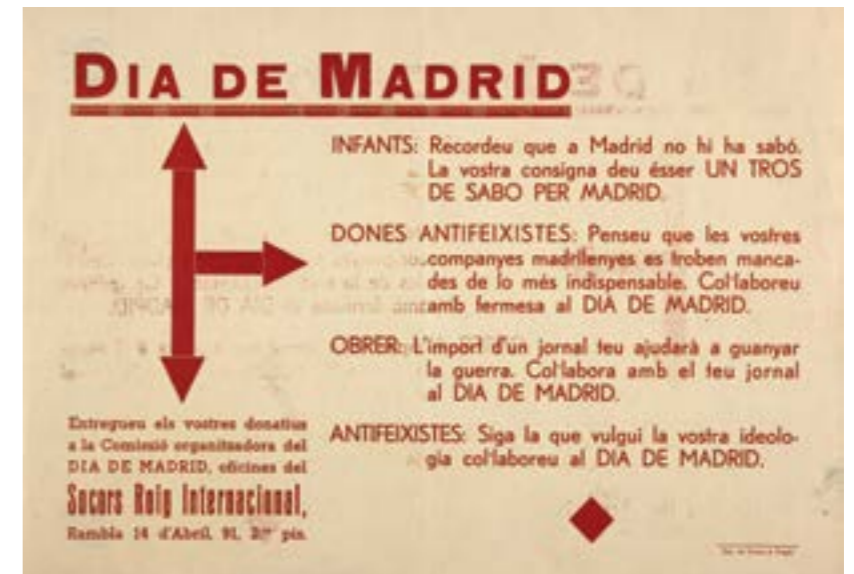 DIA DE MADRID
INFANTS: Recordeu que a Madrid no hi ha sabó.
La vostra consigna deu ésser UN TROS
DE SABO PER MADRID.
DONES ANTIFEIXISTES: Penseu que les vostres
companyes madrilenyes es troben manca-
des de lo més indispensable. Col·laboreu
amb fermesa al DIA DE MADRID.
OBRER: L'import d'un jornal teu ajudarà a guanyar
la guerra. Col·labora amb el teu jornal
al DIA DE MADRID.
ANTIFEIXISTES: Siga la que vulgui la vostra ideolo-
gia col·laboreu al DIA DE MADRID.
Entregueu els vostres donatius
a la Comissió organitzadora del
DIA DE MADRID, oficines del
Socors Roig Internacional,
Rambla 14 d'Abril, 91, pis.